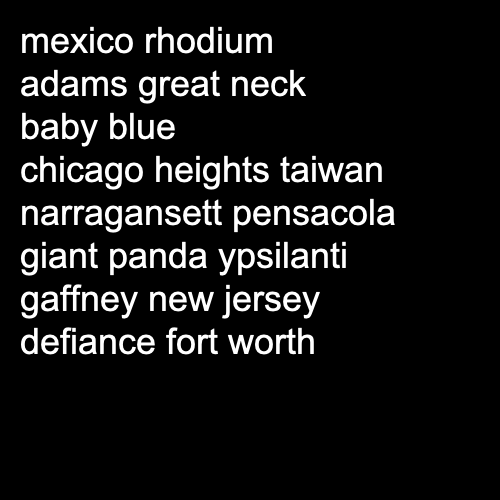 mexico rhodium
adams great neck
baby blue
chicago heights taiwan
narragansett pensacola
giant panda ypsilanti
gaffney new jersey
defiance fort worth